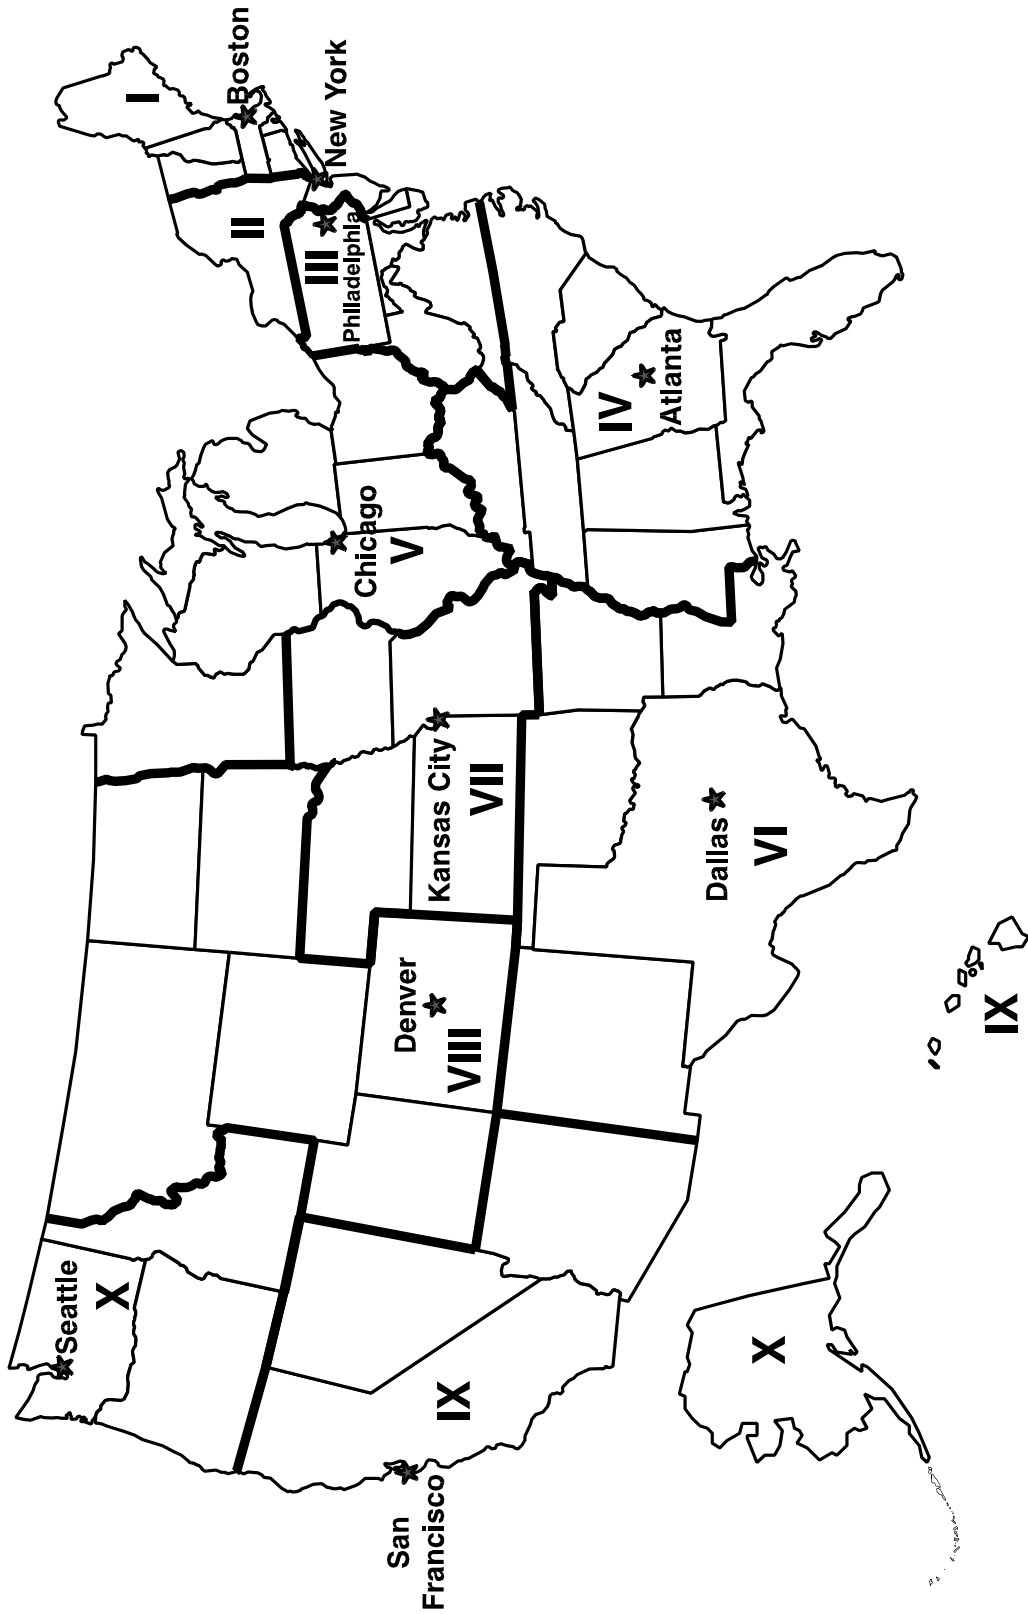 Seattle
X
San
Francisco
IX
Denver
VIII
Kansas City
VII
Dallas
VI
Chicago
V
Atlanta
IV
III
Philadelphia
II
New York
Boston
I
X
IX